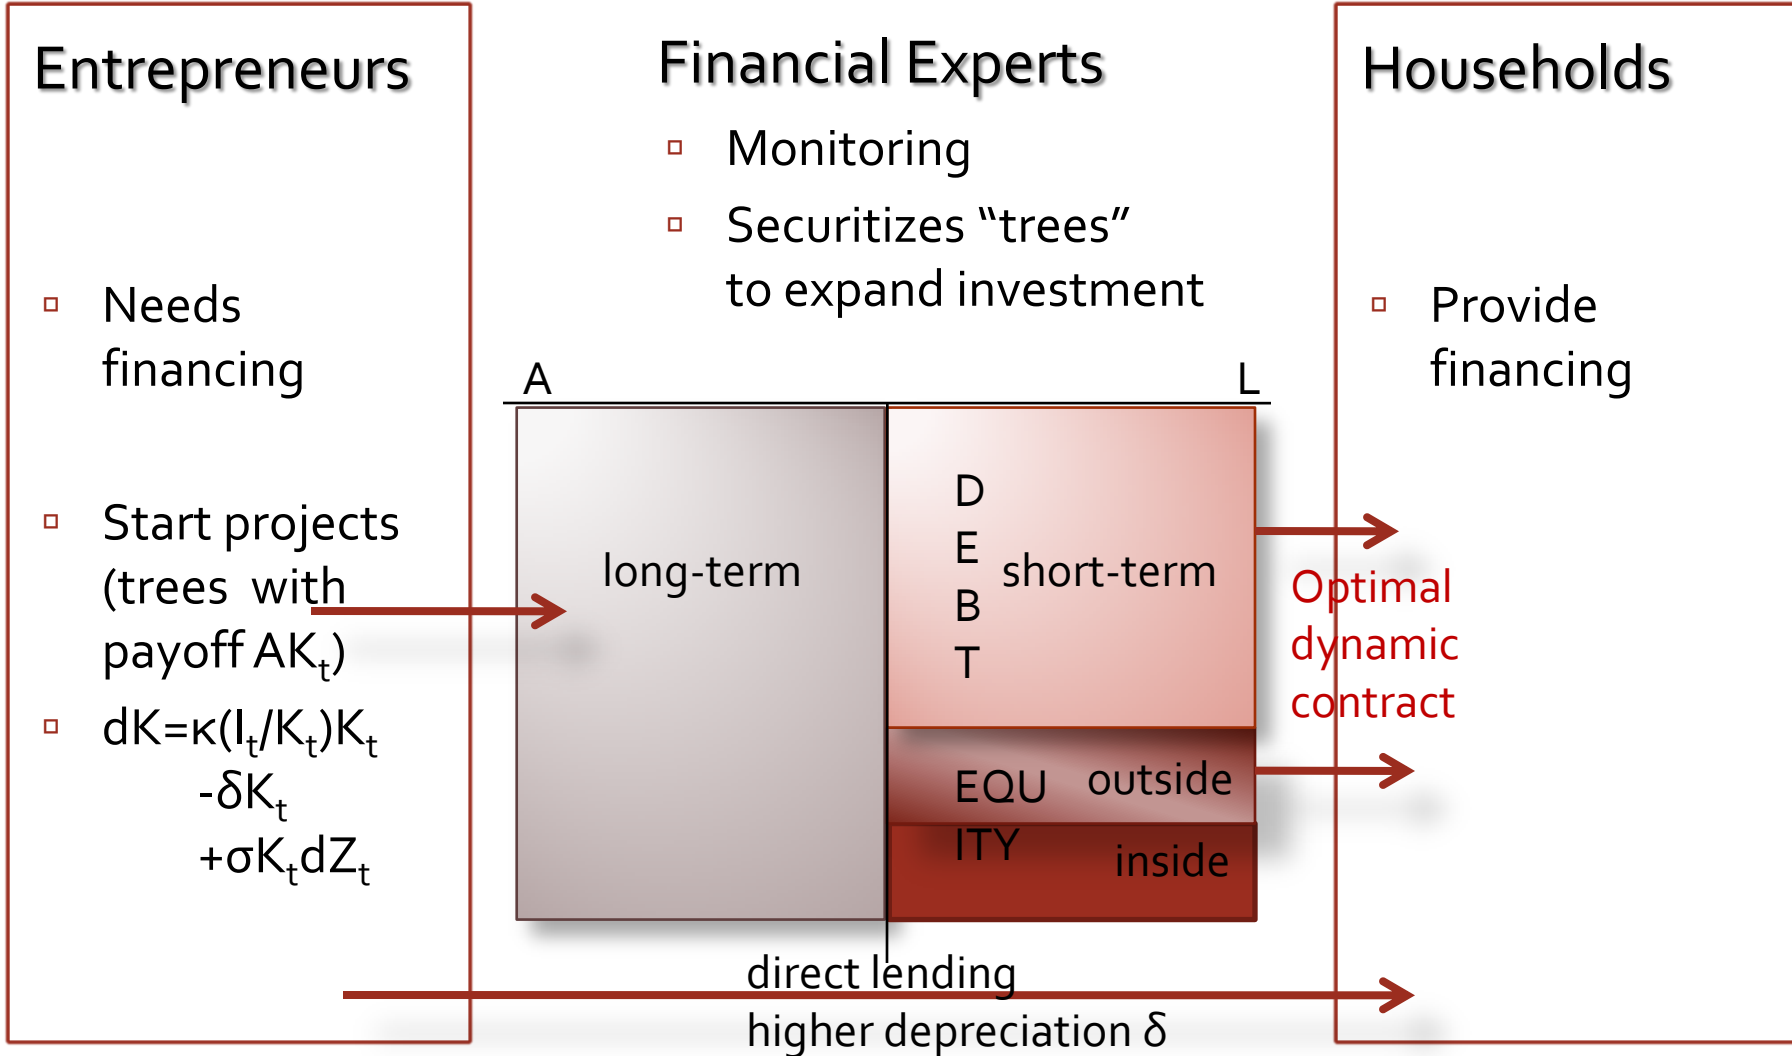 Entrepreneurs
Needs
financing
Start projects
(trees with
payoff AKₜ)
dK=κ(Iₜ/Kₜ)Kₜ
-δKₜ
+σKₜdZₜ
Financial Experts
Monitoring
Securitizes “trees”
to expand investment
A
L
long-term
D
E
B
T
short-term
EQU
ITY
outside
inside
direct lending
higher depreciation δ
Optimal
dynamic
contract
Households
Provide
financing